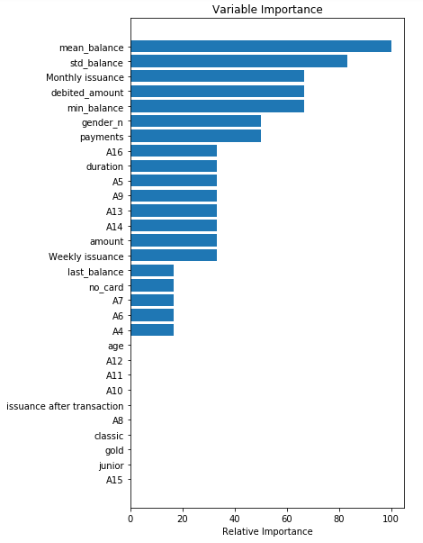 Variable Importance
mean_balance
std_balance
Monthly issuance
debited_amount
min_balance
gender_n
payments
A16
duration
A5
A9
A13
A14
amount
Weekly issuance
last_balance
no_card
A7
A6
A4
age
A12
A11
A10
issuance after transaction
A8
classic
gold
junior
A15
0 20 40 60 80 100
Relative Importance